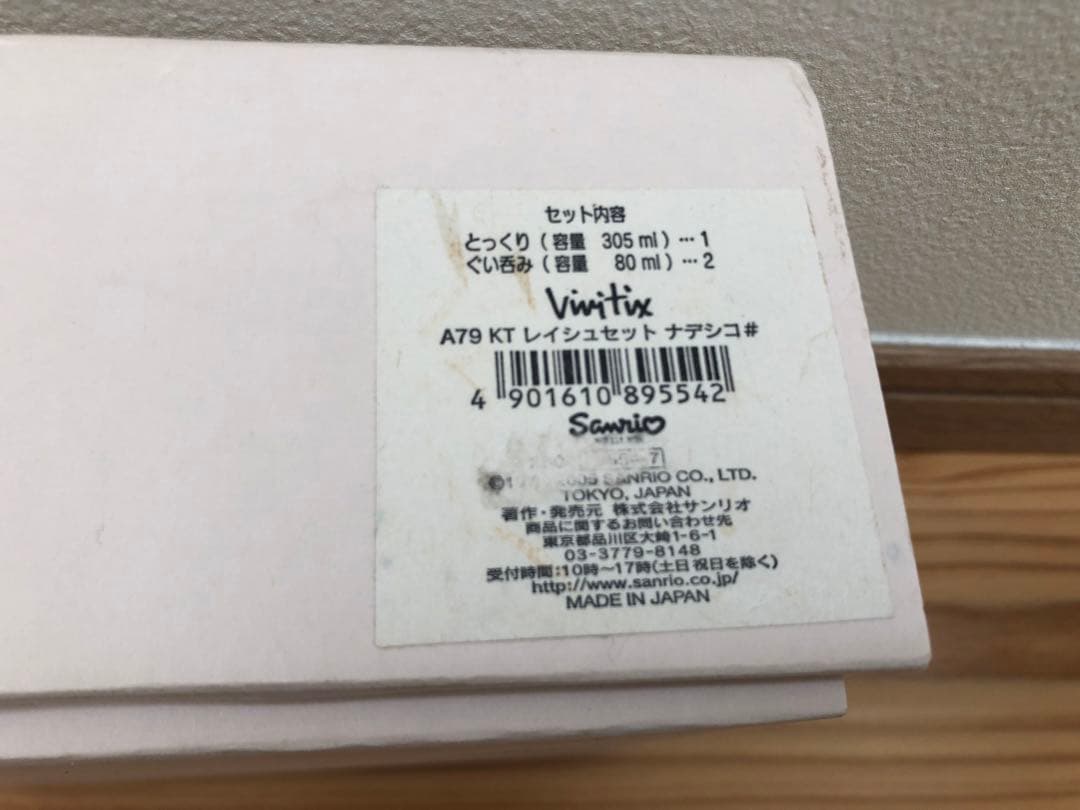 セット内容
とっくり (容量 305 ml) … 1
ぐい呑み (容量 80 ml) … 2
Vivitix
A79 KT レイシュセット ナデシコ#
4 901610 895542
Sanrio
7
SANRIO CO., LTD.
TOKYO, JAPAN
著作・発売元 株式会社サンリオ
商品に関するお問い合わせ先
東京都品川区大崎1-6-1
03-3779-8148
受付時間:10時〜17時(土日祝日を除く)
http://www.sanrio.co.jp/
MADE IN JAPAN